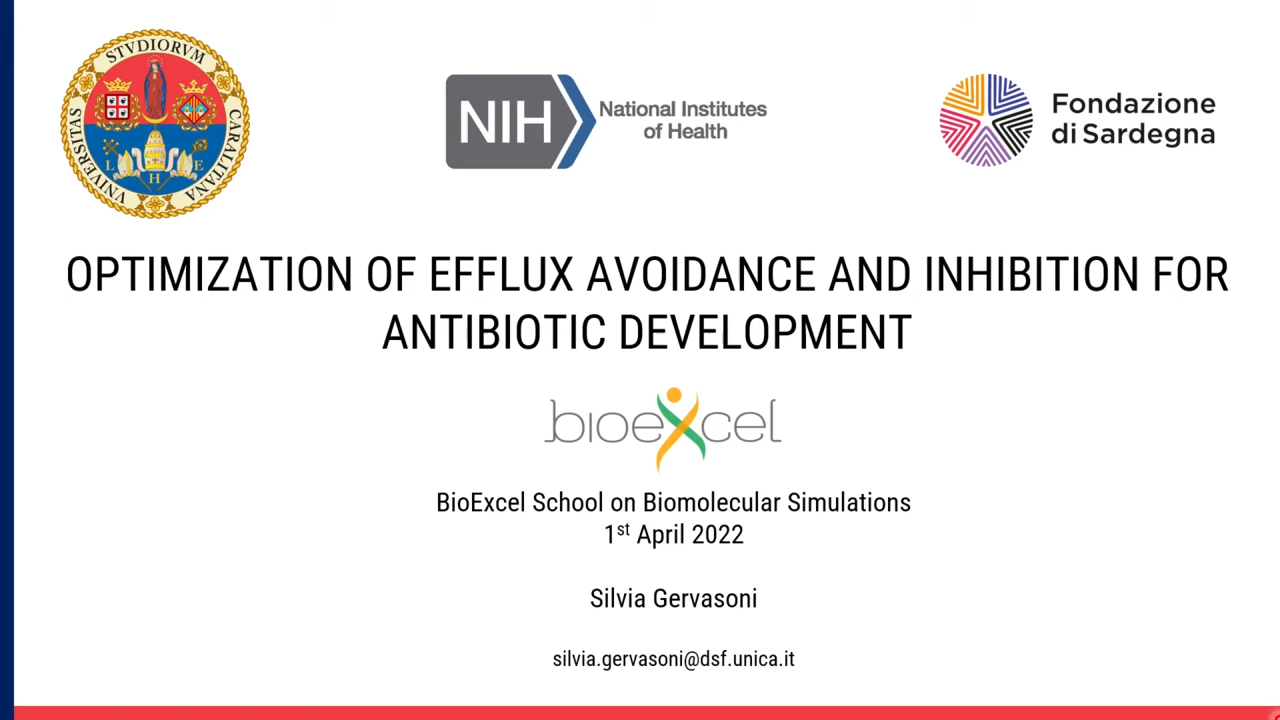 STVDIORVM
VNIVERSITAS
CARALITANA
L
H
E
NIH
National Institutes
of Health
Fondazione
di Sardegna
OPTIMIZATION OF EFFLUX AVOIDANCE AND INHIBITION FOR
ANTIBIOTIC DEVELOPMENT
bioexcel
BioExcel School on Biomolecular Simulations
1st April 2022
Silvia Gervasoni
silvia.gervasoni@dsf.unica.it